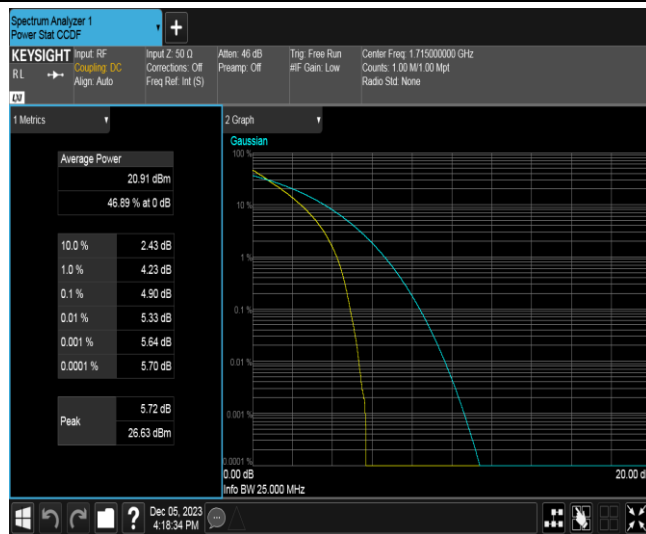 Spectrum Analyzer 1
Power Stat CCDF
+
KEYSIGHT
RL
LXI
Input: RF
Coupling: DC
Align: Auto
Input Z: 50 Ω
Corrections: Off
Freq Ref: Int (S)
Atten: 46 dB
Preamp: Off
Trig: Free Run
#IF Gain: Low
Center Freq: 1.715000000 GHz
Counts: 1.00 M/1.00 Mpt
Radio Std: None
1 Metrics
Average Power
20.91 dBm
46.89 % at 0 dB
10.0 % 2.43 dB
1.0 % 4.23 dB
0.1 % 4.90 dB
0.01 % 5.33 dB
0.001 % 5.64 dB
0.0001 % 5.70 dB
Peak
5.72 dB
26.63 dBm
2 Graph
Gaussian
100 %
10 %
1 %
0.1 %
0.01 %
0.001 %
0.0001 %
0.00 dB
20.00 d
Info BW 25.000 MHz
?
Dec 05, 2023
4:18:34 PM